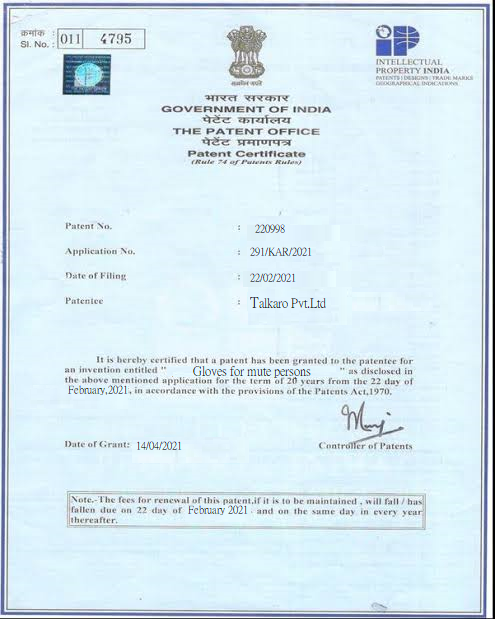 क्रमांक :
Sl. No. : 011 4795
सत्यमेव जयते
INTELLECTUAL
PROPERTY INDIA
PATENTS | DESIGNS | TRADE MARKS
GEOGRAPHICAL INDICATIONS
भारत सरकार
GOVERNMENT OF INDIA
पेटेंट कार्यालय
THE PATENT OFFICE
पेटेंट प्रमाणपत्र
Patent Certificate
(Rule 74 of Patents Rules)
Patent No. : 220998
Application No. : 291/KAR/2021
Date of Filing : 22/02/2021
Patentee : Talkaro Pvt.Ltd
It is hereby certified that a patent has been granted to the patentee for
an invention entitled " Gloves for mute persons " as disclosed in
the above mentioned application for the term of 20 years from the 22 day of
February,2021, in accordance with the provisions of the Patents Act,1970.
Date of Grant: 14/04/2021
Controller of Patents
Note.-The fees for renewal of this patent,if it is to be maintained , will fall / has
fallen due on 22 day of February 2021 and on the same day in every year
thereafter.